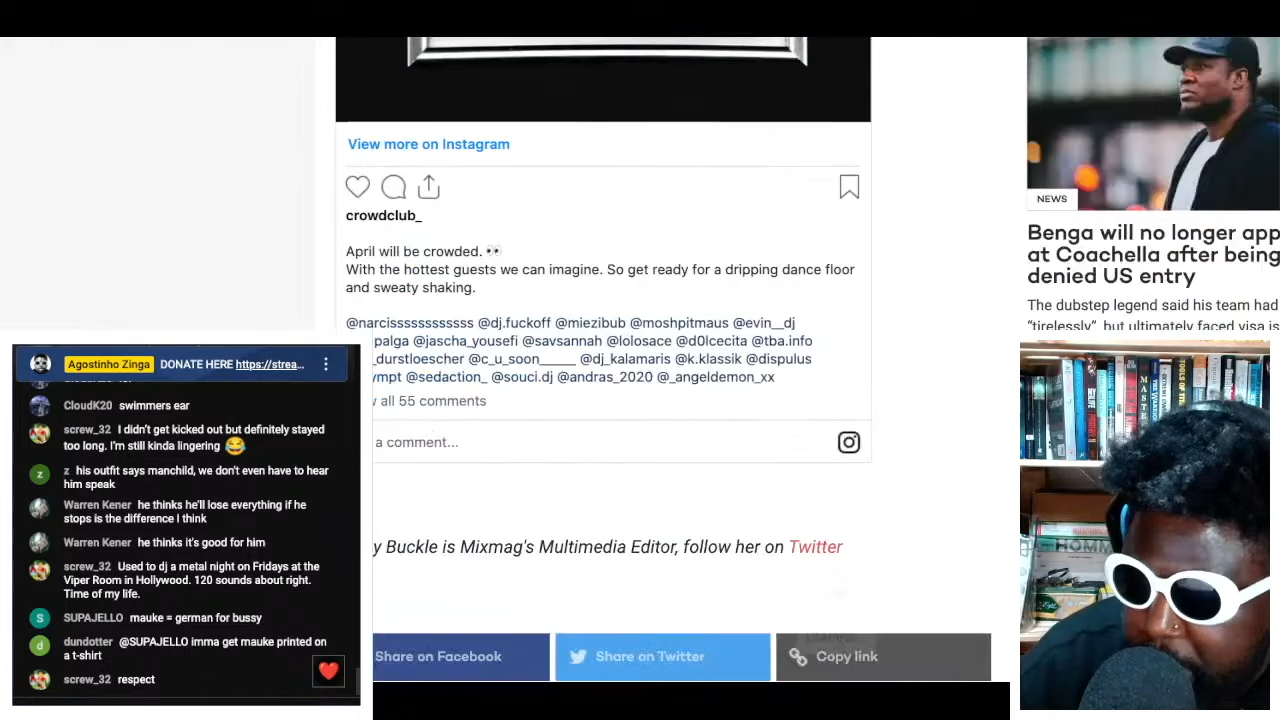 View more on Instagram
crowdclub_
April will be crowded. 👀
With the hottest guests we can imagine. So get ready for a dripping dance floor
and sweaty shaking.
@narcissssssssssss @dj.fuckoff @miezibub @moshpitmaus @evin__dj
palga @jascha_yousefi @savsannah @lolosace @d0lcecita @tba.info
_durstloescher @c_u_soon_____ @dj_kalamaris @k.klassik @dispulus
ympt @sedaction_ @souci.dj @andras_2020 @_angeldemon_xx
all 55 comments
a comment...
y Buckle is Mixmag's Multimedia Editor, follow her on Twitter
Share on Facebook
Share on Twitter
Copy link
NEWS
Benga will no longer app
at Coachella after being
denied US entry
The dubstep legend said his team had
"tirelessly", but ultimately faced visa is
Agostinho Zinga DONATE HERE https://strea...
CloudK20 swimmers ear
screw_32 I didn't get kicked out but definitely stayed
too long. I'm still kinda lingering 😂
z his outfit says manchild, we don't even have to hear
him speak
Warren Kener he thinks he'll lose everything if he
stops is the difference I think
Warren Kener he thinks it's good for him
screw_32 Used to dj a metal night on Fridays at the
Viper Room in Hollywood. 120 sounds about right.
Time of my life.
S SUPAJELLO mauke = german for bussy
d dundotter @SUPAJELLO imma get mauke printed on
a t-shirt
screw_32 respect